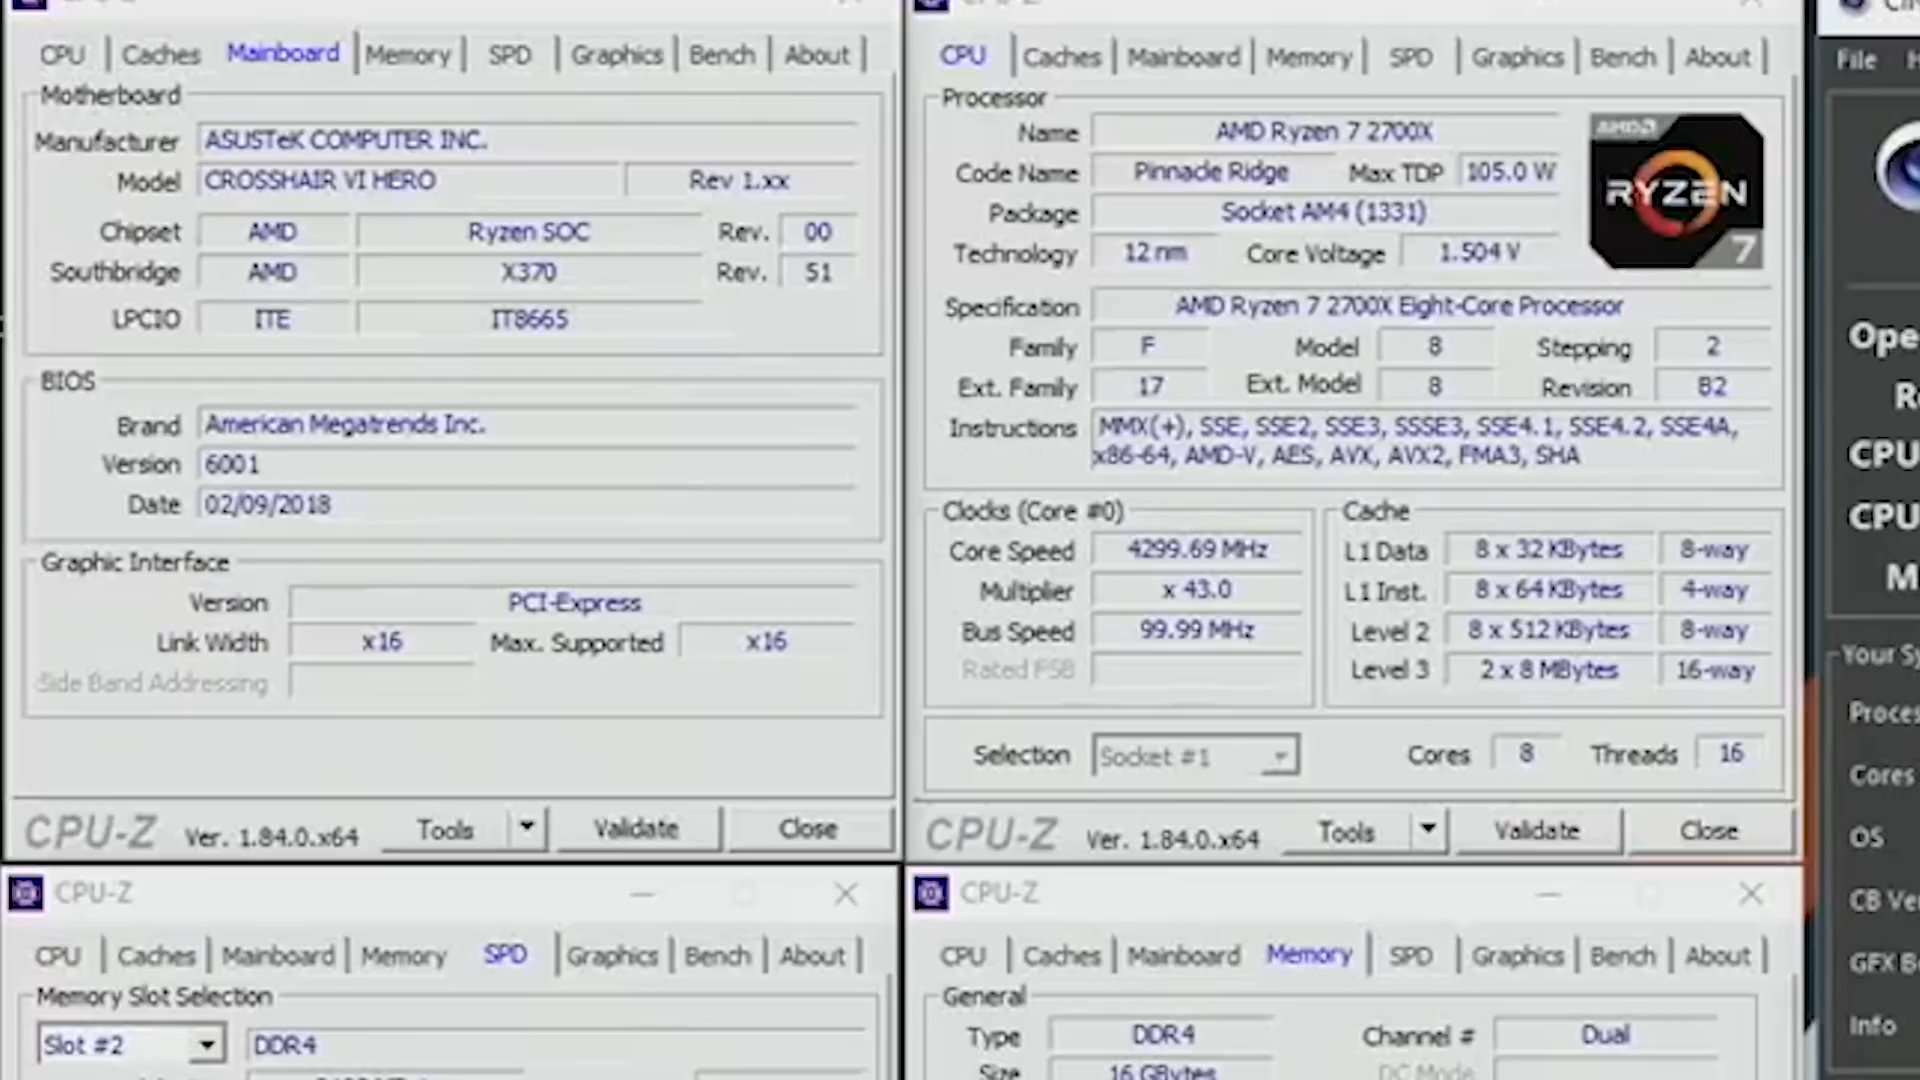 CPU Caches Mainboard Memory SPD Graphics Bench About
Motherboard
Manufacturer ASUSTeK COMPUTER INC.
Model CROSSHAIR VI HERO Rev 1.xx
Chipset AMD Ryzen SOC Rev. 00
Southbridge AMD X370 Rev. 51
LPCIO ITE IT8665
BIOS
Brand American Megatrends Inc.
Version 6001
Date 02/09/2018
Graphic Interface
Version PCI-Express
Link Width x16 Max. Supported x16
Side Band Addressing
CPU-Z Ver. 1.84.0.x64 Tools Validate Close
CPU Caches Mainboard Memory SPD Graphics Bench About
Processor
Name AMD Ryzen 7 2700X
Code Name Pinnacle Ridge Max TDP 105.0 W
Package Socket AM4 (1331)
Technology 12 nm Core Voltage 1.504 V
AMD
RYZEN
7
Specification AMD Ryzen 7 2700X Eight-Core Processor
Family F Model 8 Stepping 2
Ext. Family 17 Ext. Model 8 Revision B2
Instructions MMX(+), SSE, SSE2, SSE3, SSSE3, SSE4.1, SSE4.2, SSE4A,
x86-64, AMD-V, AES, AVX, AVX2, FMA3, SHA
Clocks (Core #0)
Core Speed 4299.69 MHz
Multiplier x 43.0
Bus Speed 99.99 MHz
Rated FSB
Cache
L1 Data 8 x 32 KBytes 8-way
L1 Inst. 8 x 64 KBytes 4-way
Level 2 8 x 512 KBytes 8-way
Level 3 2 x 8 MBytes 16-way
Selection Socket #1 Cores 8 Threads 16
CPU-Z Ver. 1.84.0.x64 Tools Validate Close
CPU-Z
CPU Caches Mainboard Memory SPD Graphics Bench About
Memory Slot Selection
Slot #2 DDR4
CPU-Z
CPU Caches Mainboard Memory SPD Graphics Bench About
General
Type DDR4 Channel # Dual
Size 16 GBytes DC Mode
File
Ope
CPU
CPU
M
Your Sy
Proces
Cores
OS
CB Ver
GFX B
Info